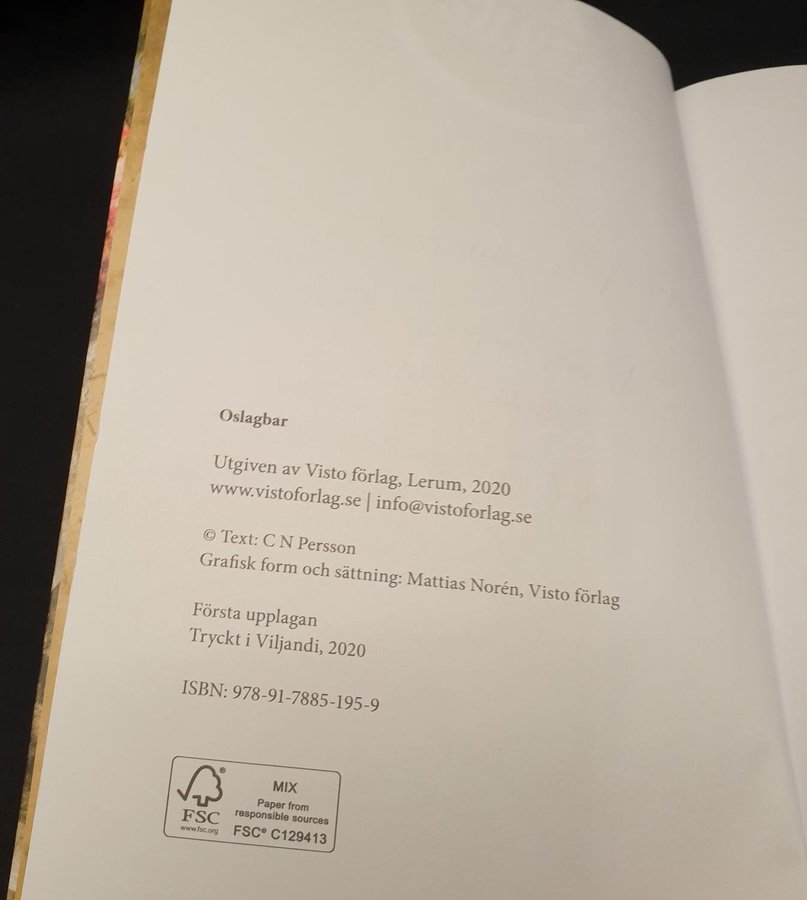 Oslagbar
Utgiven av Visto förlag, Lerum, 2020
www.vistoforlag.se | info@vistoforlag.se
© Text: C N Persson
Grafisk form och sättning: Mattias Norén, Visto förlag
Första upplagan
Tryckt i Viljandi, 2020
ISBN: 978-91-7885-195-9
®
FSC
www.fsc.org
MIX
Paper from
responsible sources
FSC® C129413